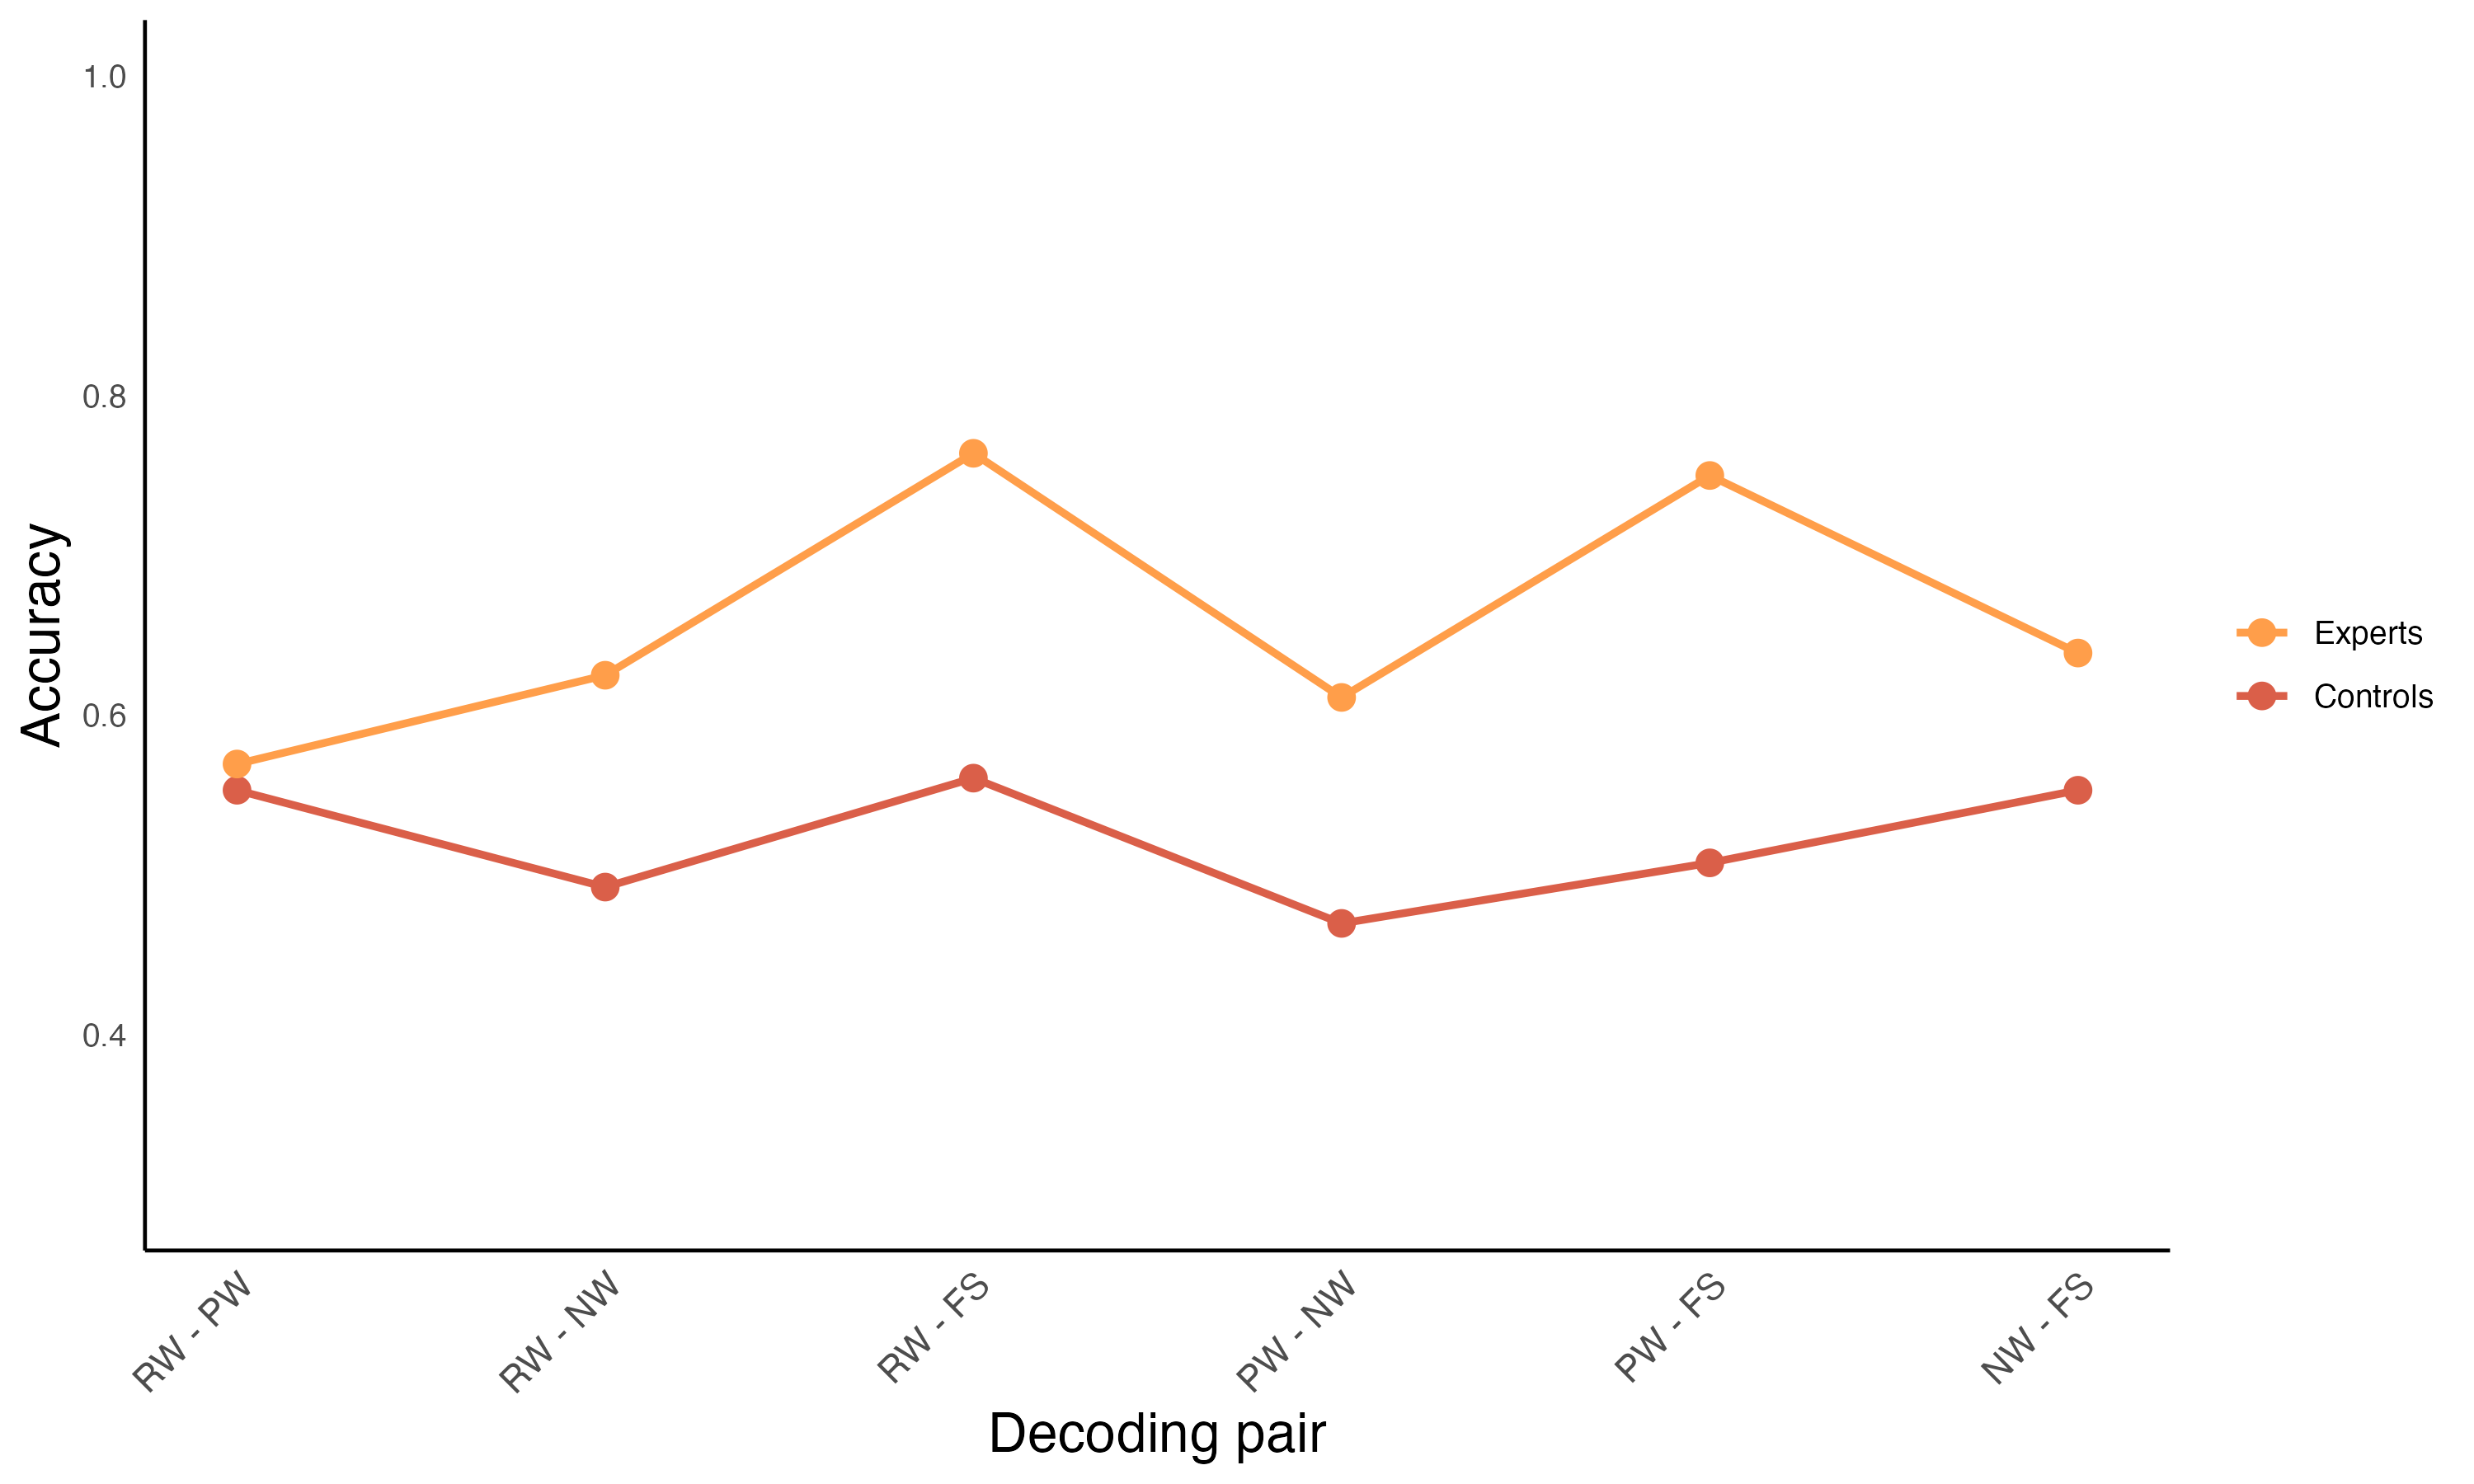 1.0
0.8
0.6
0.4
Accuracy
RW - PW
RW - NW
RW - FS
PW - NW
PW - FS
NW - FS
Decoding pair
Experts
Controls